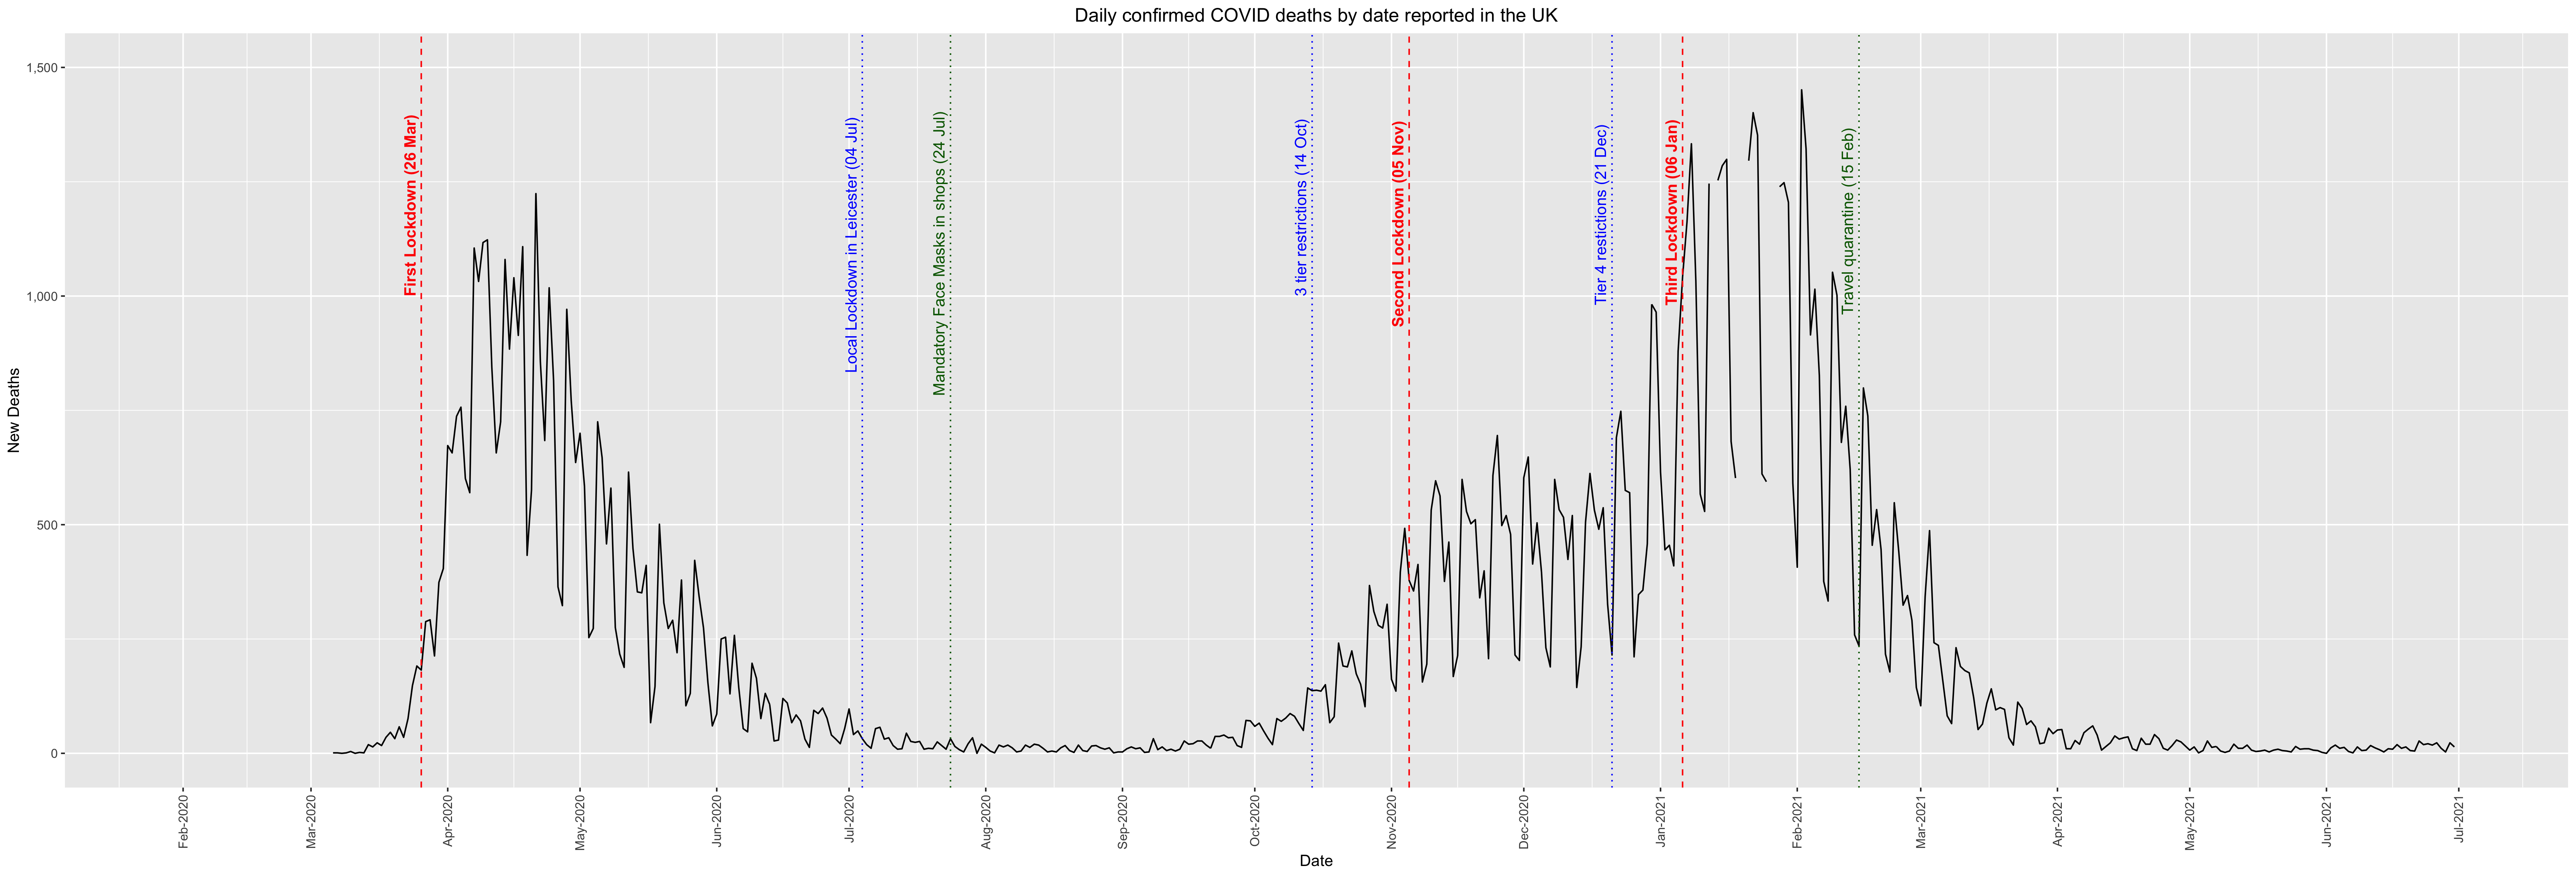 Daily confirmed COVID deaths by date reported in the UK
New Deaths
1,500
1,000
500
0
First Lockdown (26 Mar)
Local Lockdown in Leicester (04 Jul)
Mandatory Face Masks in shops (24 Jul)
3 tier restrictions (14 Oct)
Second Lockdown (05 Nov)
Tier 4 restictions (21 Dec)
Third Lockdown (06 Jan)
Travel quarantine (15 Feb)
Feb-2020
Mar-2020
Apr-2020
May-2020
Jun-2020
Jul-2020
Aug-2020
Sep-2020
Oct-2020
Nov-2020
Dec-2020
Jan-2021
Feb-2021
Mar-2021
Apr-2021
May-2021
Jun-2021
Jul-2021
Date